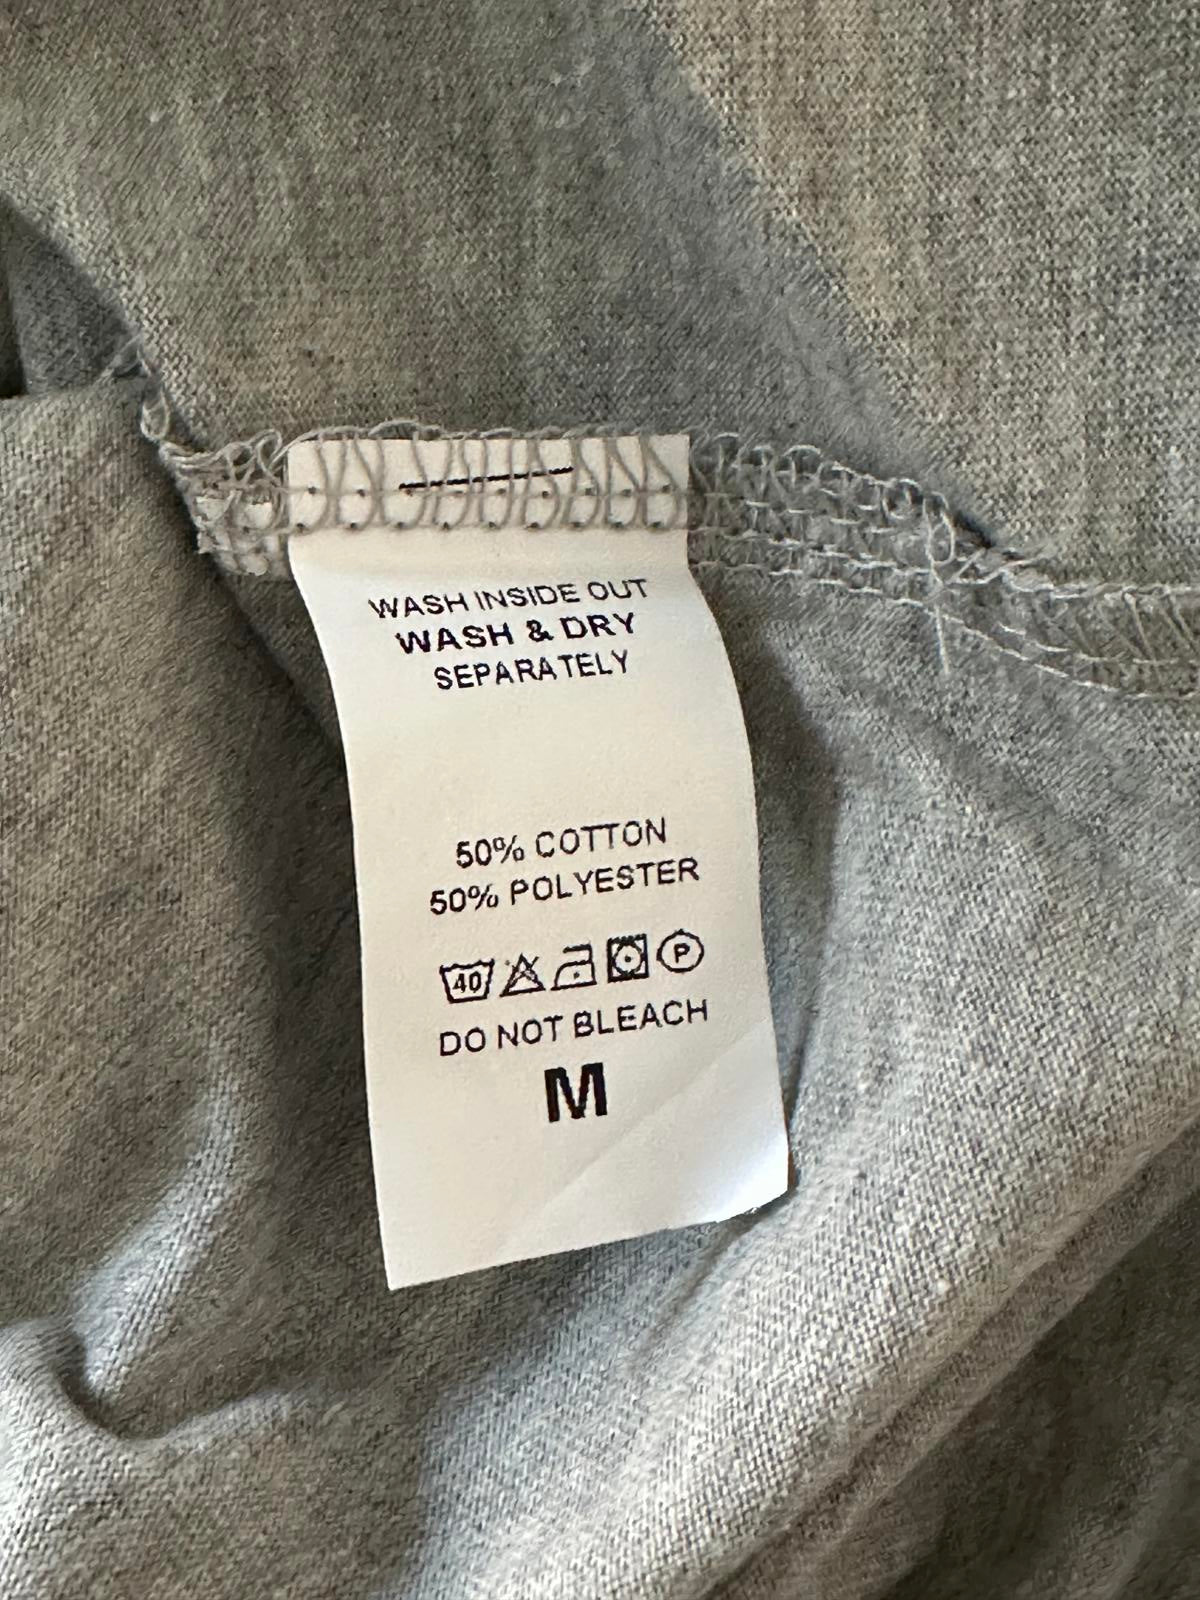 WASH INSIDE OUT
WASH & DRY
SEPARATELY
50% COTTON
50% POLYESTER
40 P
DO NOT BLEACH
M